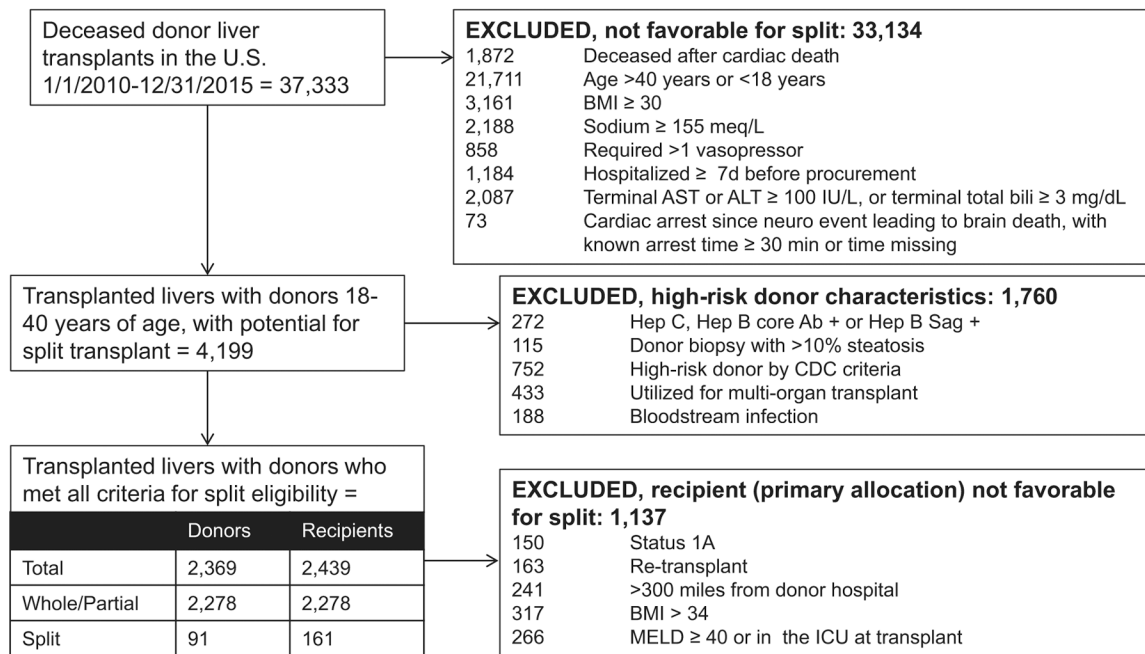 Deceased donor liver
transplants in the U.S.
1/1/2010-12/31/2015 = 37,333
EXCLUDED, not favorable for split: 33,134
1,872 Deceased after cardiac death
21,711 Age >40 years or <18 years
3,161 BMI ≥ 30
2,188 Sodium ≥ 155 meq/L
858 Required >1 vasopressor
1,184 Hospitalized ≥ 7d before procurement
2,087 Terminal AST or ALT ≥ 100 IU/L, or terminal total bili ≥ 3 mg/dL
73 Cardiac arrest since neuro event leading to brain death, with
known arrest time ≥ 30 min or time missing
Transplanted livers with donors 18-
40 years of age, with potential for
split transplant = 4,199
EXCLUDED, high-risk donor characteristics: 1,760
272 Hep C, Hep B core Ab + or Hep B Sag +
115 Donor biopsy with >10% steatosis
752 High-risk donor by CDC criteria
433 Utilized for multi-organ transplant
188 Bloodstream infection
Transplanted livers with donors who
met all criteria for split eligibility =
Donors Recipients
Total 2,369 2,439
Whole/Partial 2,278 2,278
Split 91 161
EXCLUDED, recipient (primary allocation) not favorable
for split: 1,137
150 Status 1A
163 Re-transplant
241 >300 miles from donor hospital
317 BMI > 34
266 MELD ≥ 40 or in the ICU at transplant